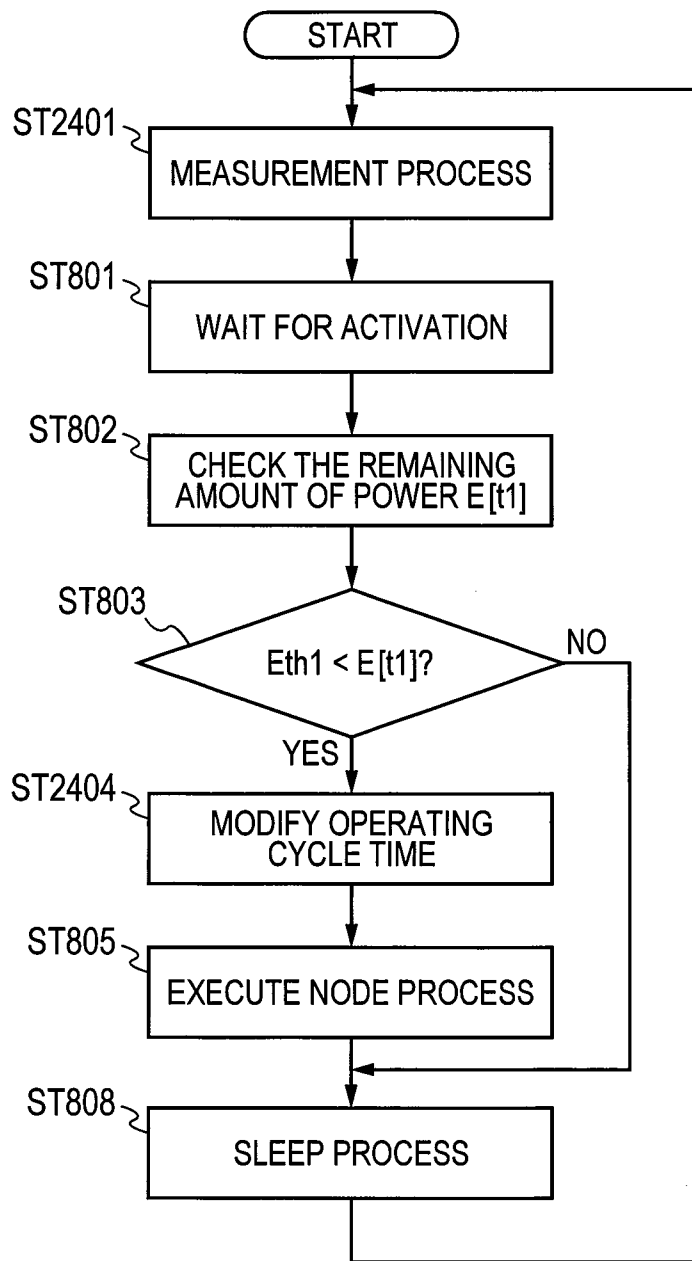 START
ST2401
MEASUREMENT PROCESS
ST801
WAIT FOR ACTIVATION
ST802
CHECK THE REMAINING
AMOUNT OF POWER E[t1]
ST803
Eth1 < E[t1]?
NO
YES
ST2404
MODIFY OPERATING
CYCLE TIME
ST805
EXECUTE NODE PROCESS
ST808
SLEEP PROCESS